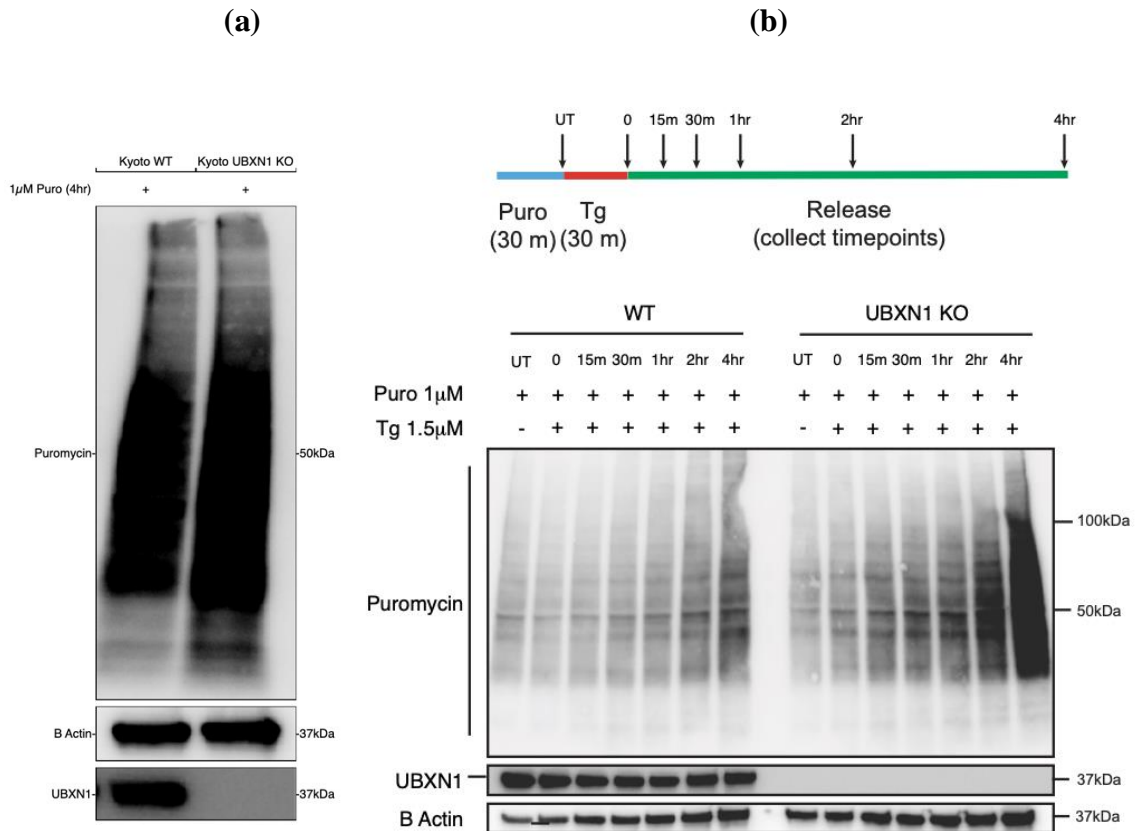 (a)
Kyoto WT Kyoto UBXN1 KO
1µM Puro (4hr) + +
Puromycin -50kDa
B Actin -37kDa
UBXN1 -37kDa
(b)
UT 0 15m 30m 1hr 2hr 4hr
Puro Tg Release
(30 m) (30 m) (collect timepoints)
WT UBXN1 KO
UT 0 15m 30m 1hr 2hr 4hr UT 0 15m 30m 1hr 2hr 4hr
Puro 1µM + + + + + + + + + + + + + +
Tg 1.5µM - + + + + + + - + + + + + +
100kDa
50kDa
Puromycin
UBXN1 37kDa
B Actin 37kDa